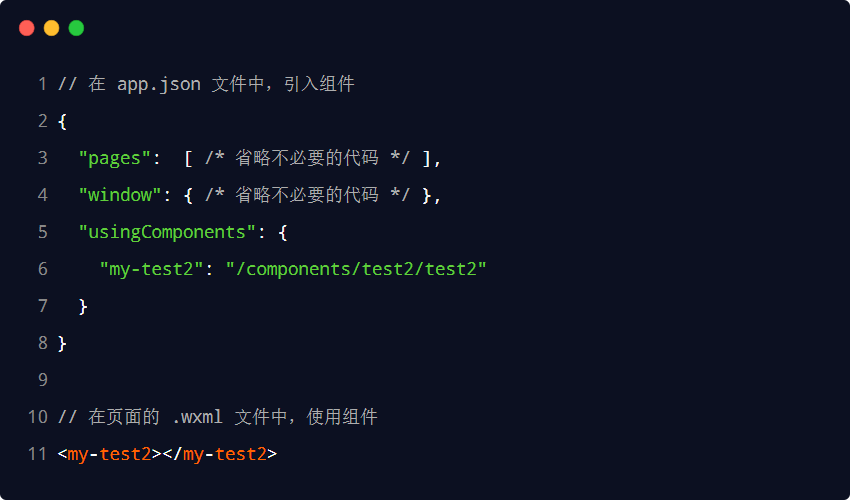 1 // 在 app.json 文件中，引入组件
2 {
3   "pages":  [ /* 省略不必要的代码 */ ],
4   "window": { /* 省略不必要的代码 */ },
5   "usingComponents": {
6     "my-test2": "/components/test2/test2"
7   }
8 }
9
10 // 在页面的 .wxml 文件中，使用组件
11 <my-test2></my-test2>